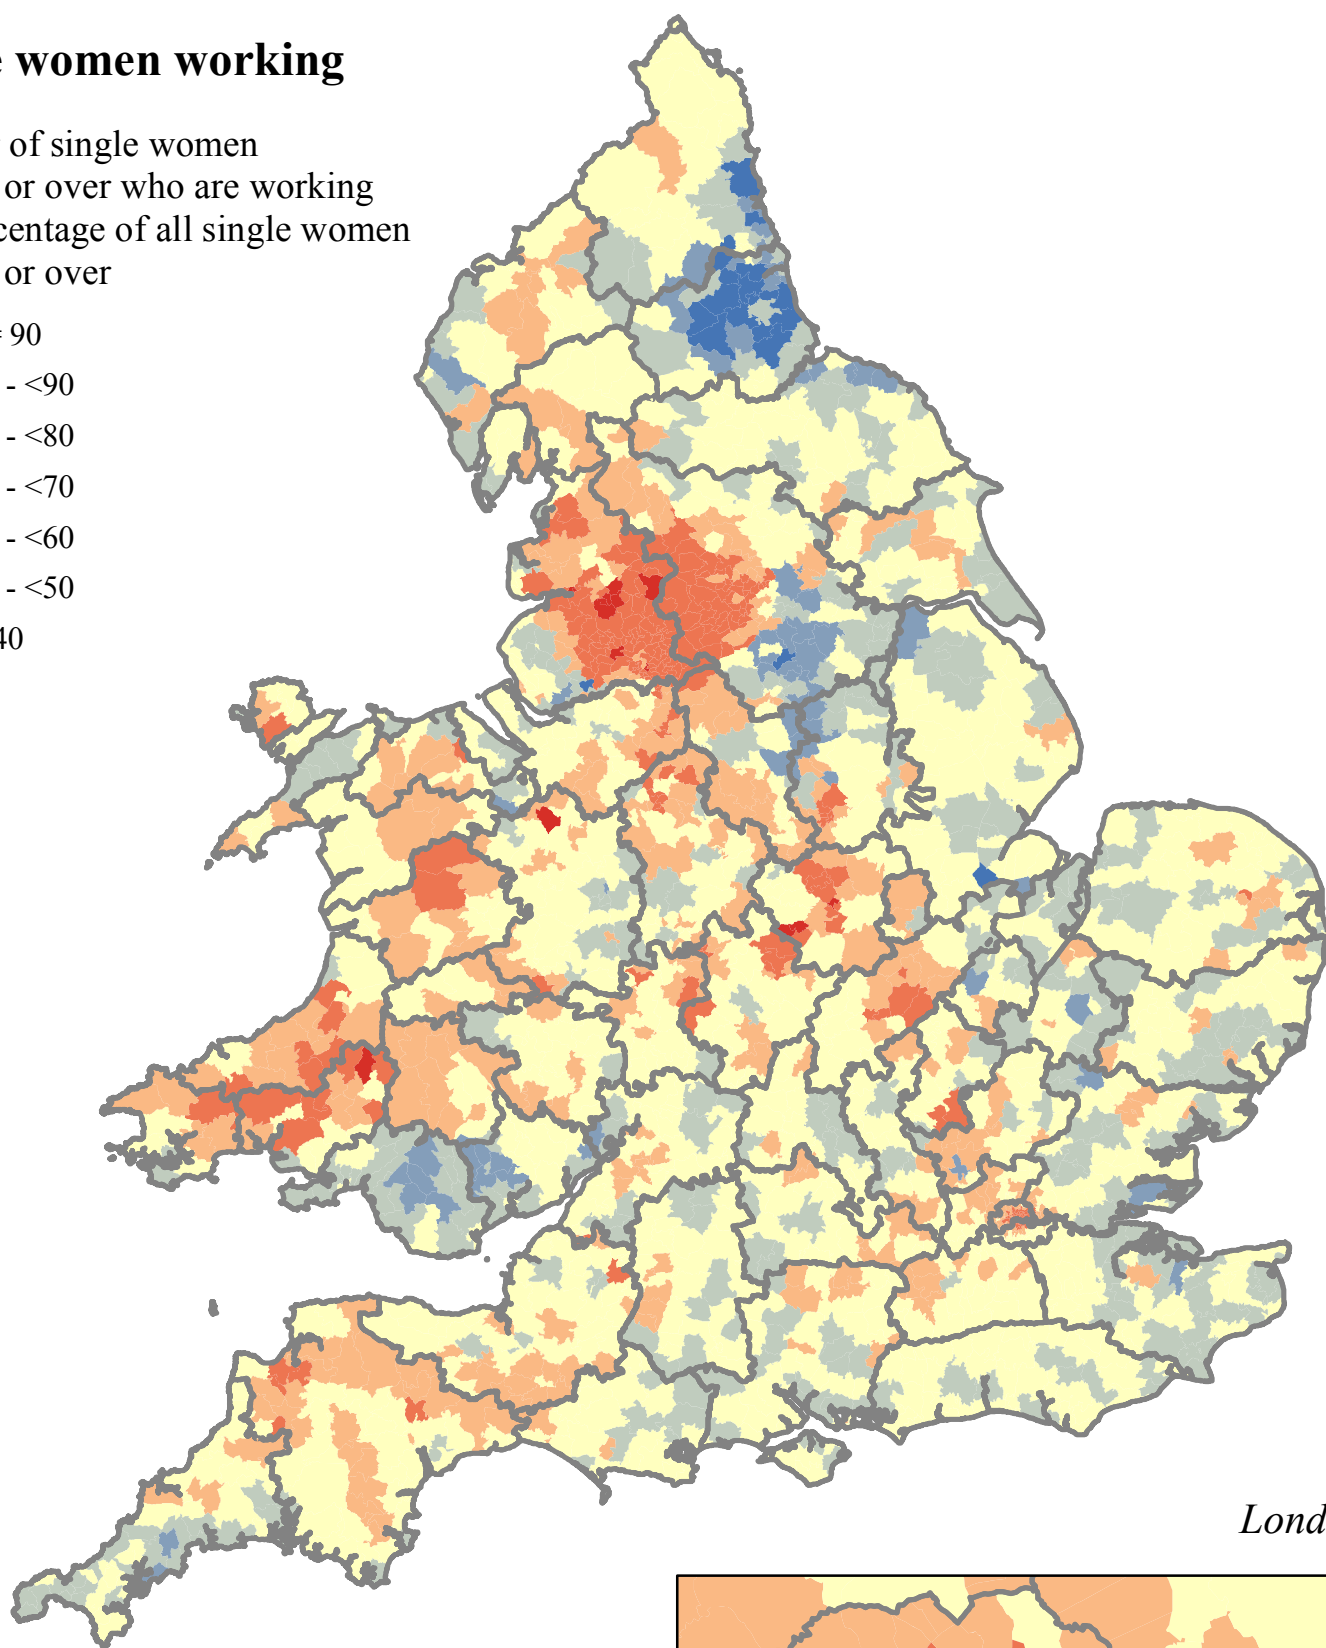 women working
of single women
or over who are working
centage of all single women
or over
90
- <90
- <80
- <70
- <60
- <50
40
Lond